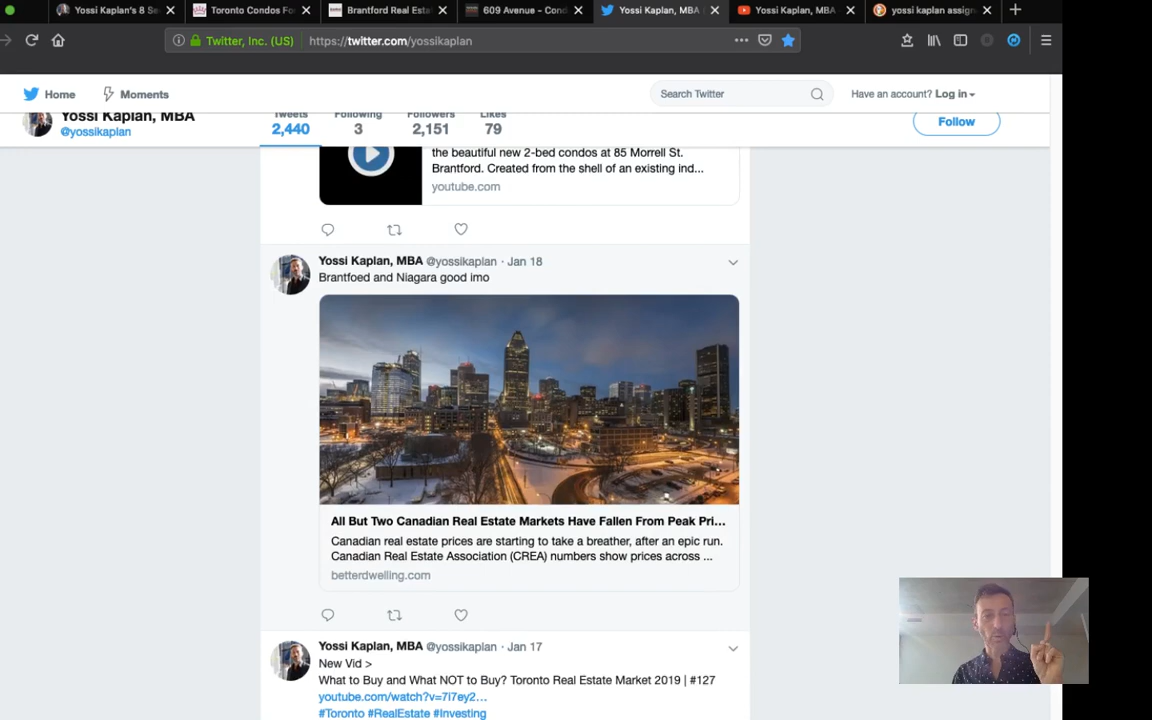 Yossi Kaplan's 8 Se
Toronto Condos Fo
Brantford Real Esta
609 Avenue - Con
Yossi Kaplan, MBA
Yossi Kaplan, MBA
yossi kaplan assign
Twitter, Inc. (US)
https://twitter.com/yossikaplan
Home
Moments
Search Twitter
Have an account? Log in
Yossi Kaplan, MBA
@yossikaplan
Tweets
2,440
Following
3
Followers
2,151
Likes
79
Follow
the beautiful new 2-bed condos at 85 Morrell St.
Brantford. Created from the shell of an existing ind...
youtube.com
Yossi Kaplan, MBA @yossikaplan · Jan 18
Brantfoed and Niagara good imo
All But Two Canadian Real Estate Markets Have Fallen From Peak Pri...
Canadian real estate prices are starting to take a breather, after an epic run.
Canadian Real Estate Association (CREA) numbers show prices across ...
betterdwelling.com
Yossi Kaplan, MBA @yossikaplan · Jan 17
New Vid >
What to Buy and What NOT to Buy? Toronto Real Estate Market 2019 | #127
youtube.com/watch?v=7i7ey2...
#Toronto #RealEstate #Investing